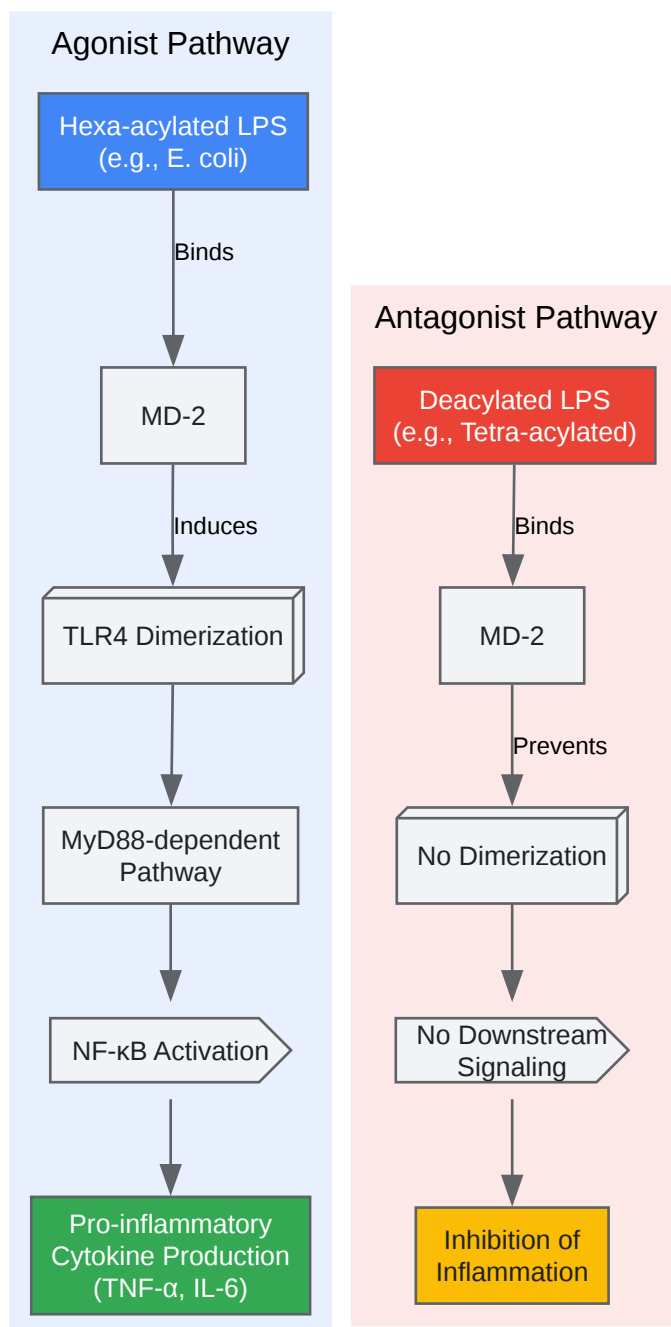 Agonist Pathway
Hexa-acylated LPS
(e.g., E. coli)
Binds
MD-2
Induces
TLR4 Dimerization
MyD88-dependent
Pathway
NF-κB Activation
Pro-inflammatory
Cytokine Production
(TNF-α, IL-6)
Antagonist Pathway
Deacylated LPS
(e.g., Tetra-acylated)
Binds
MD-2
Prevents
No Dimerization
No Downstream
Signaling
Inhibition of
Inflammation